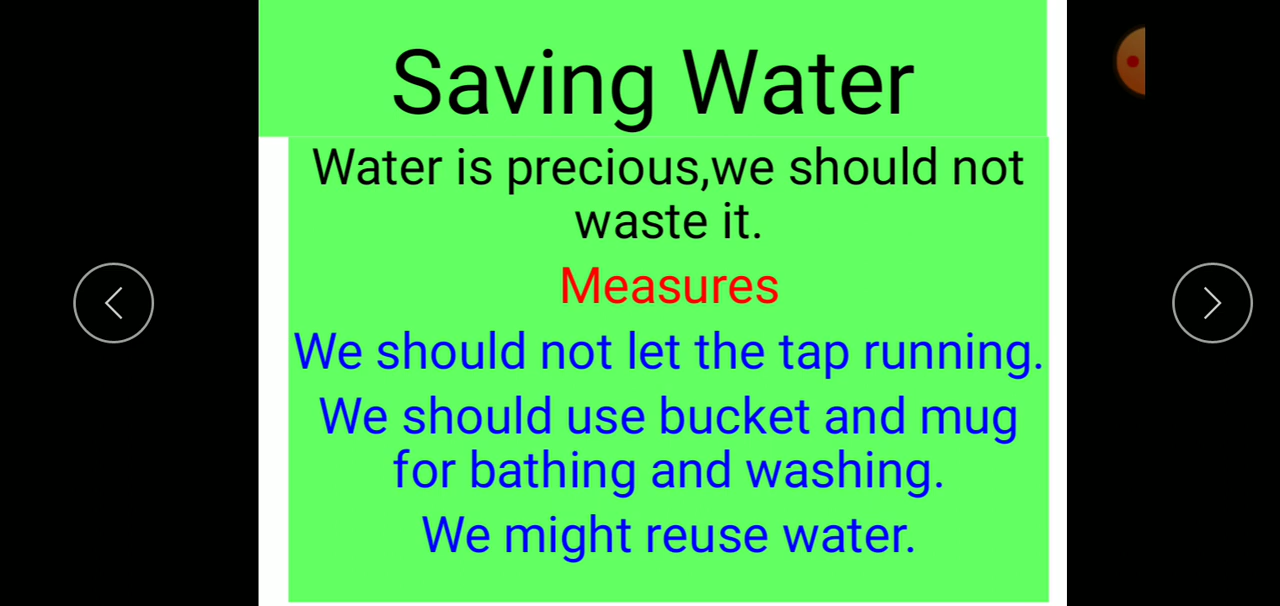 Saving Water
Water is precious,we should not
waste it.
Measures
We should not let the tap running.
We should use bucket and mug
for bathing and washing.
We might reuse water.